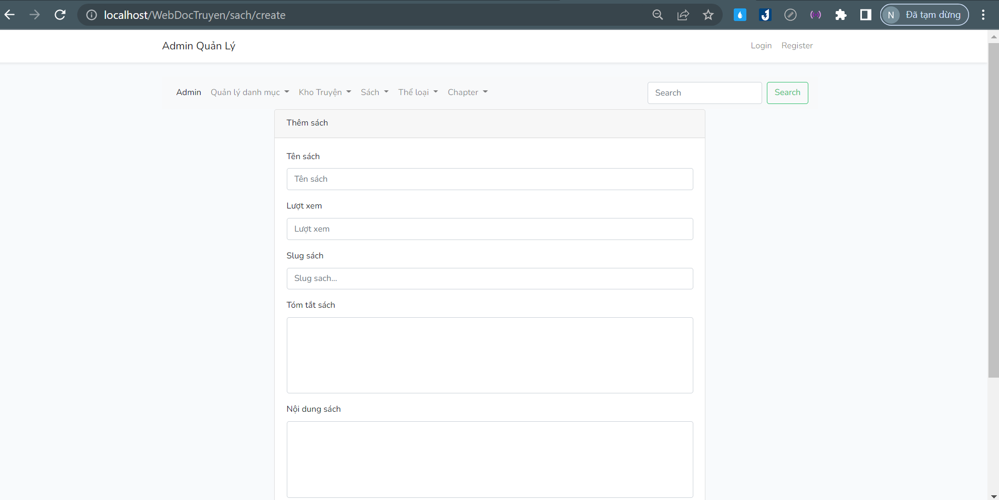 localhost/WebDocTruyen/sach/create
N Đã tạm dừng
Admin Quản Lý Login Register
Admin Quản lý danh mục Kho Truyện Sách Thể loại Chapter Search Search
Thêm sách
Tên sách
Tên sách
Lượt xem
Lượt xem
Slug sách
Slug sach...
Tóm tắt sách
Nội dung sách